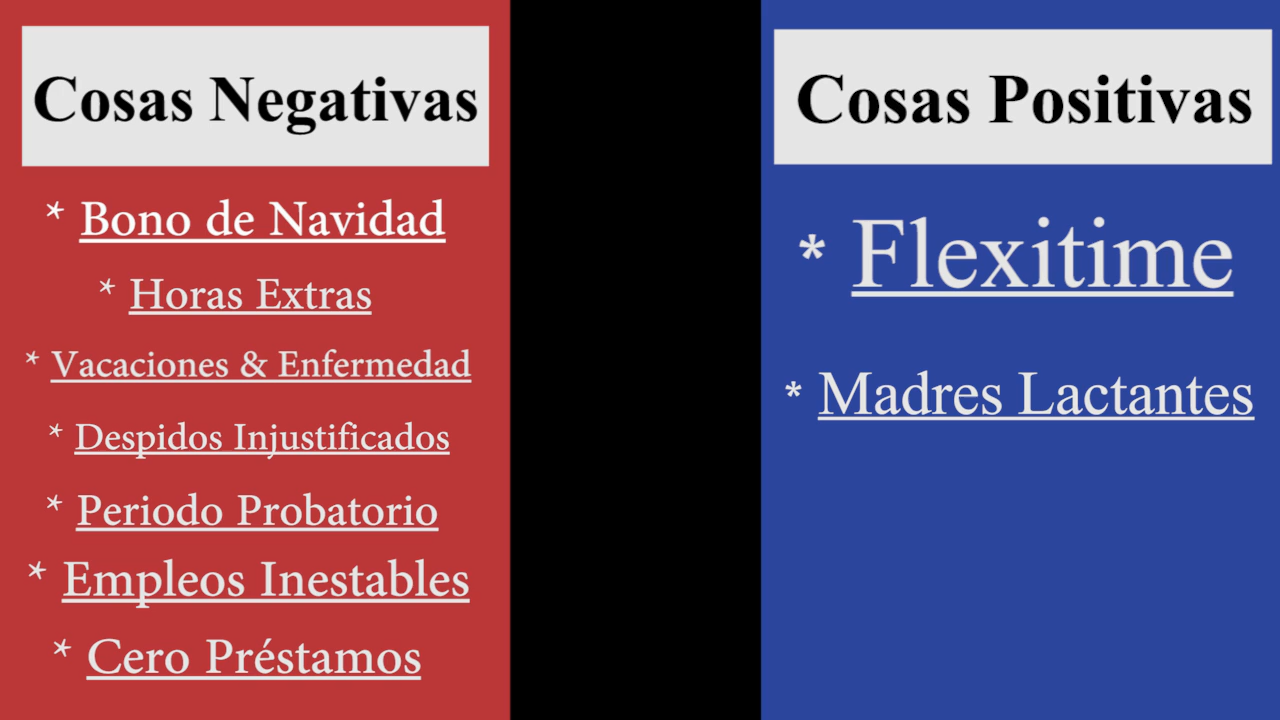 Cosas Negativas
* Bono de Navidad
* Horas Extras
* Vacaciones & Enfermedad
* Despidos Injustificados
* Periodo Probatorio
* Empleos Inestables
* Cero Préstamos
Cosas Positivas
* Flexitime
* Madres Lactantes